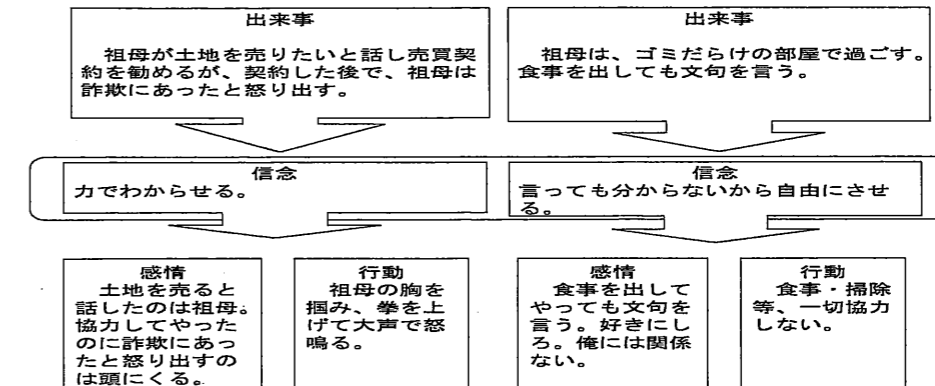 出来事
祖母が土地を売りたいと話し売買契
約を勧めるが、契約した後で、祖母は
詐欺にあったと怒り出す。
出来事
祖母は、ゴミだらけの部屋で過ごす。
食事を出しても文句を言う。
信念
力でわからせる。
信念
言っても分からないから自由にさせ
る。
感情
土地を売ると
話したのは祖母。
協力してやった
のに詐欺にあっ
たと怒り出すの
は頭にくる。
行動
祖母の胸を
掴み、拳を上
げて大声で怒
鳴る。
感情
食事を出して
やっても文句を
言う。好きにし
ろ。俺には関係
ない。
行動
食事・掃除
等、一切協力
しない。